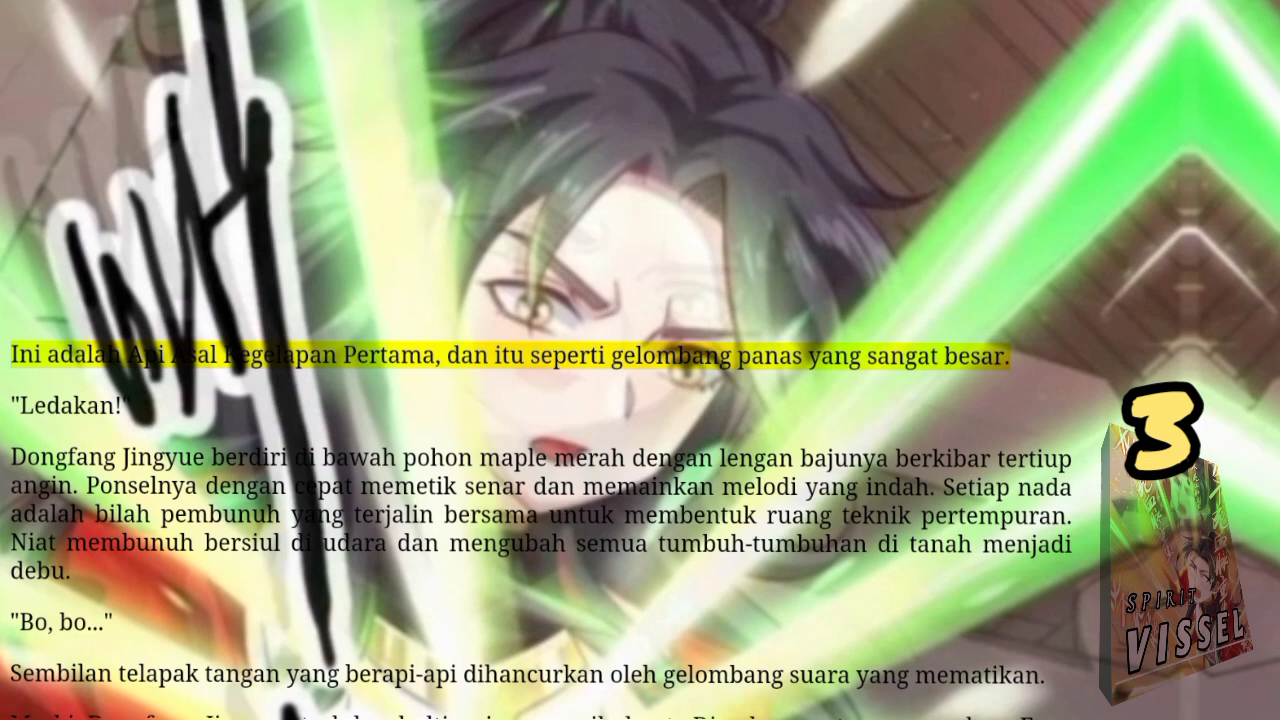 Ini adalah Api Asal Kegelapan Pertama, dan itu seperti gelombang panas yang sangat besar.
"Ledakan!"
Dongfang Jingyue berdiri di bawah pohon maple merah dengan lengan bajunya berkibar tertiup
angin. Ponselnya dengan cepat memetik senar dan memainkan melodi yang indah. Setiap nada
adalah bilah pembunuh yang terjalin bersama untuk membentuk ruang teknik pertempuran.
Niat membunuh bersiul di udara dan mengubah semua tumbuh-tumbuhan di tanah menjadi
debu.
"Bo, bo..."
Sembilan telapak tangan yang berapi-api dihancurkan oleh gelombang suara yang mematikan.
3
SPIRIT
VISSEL